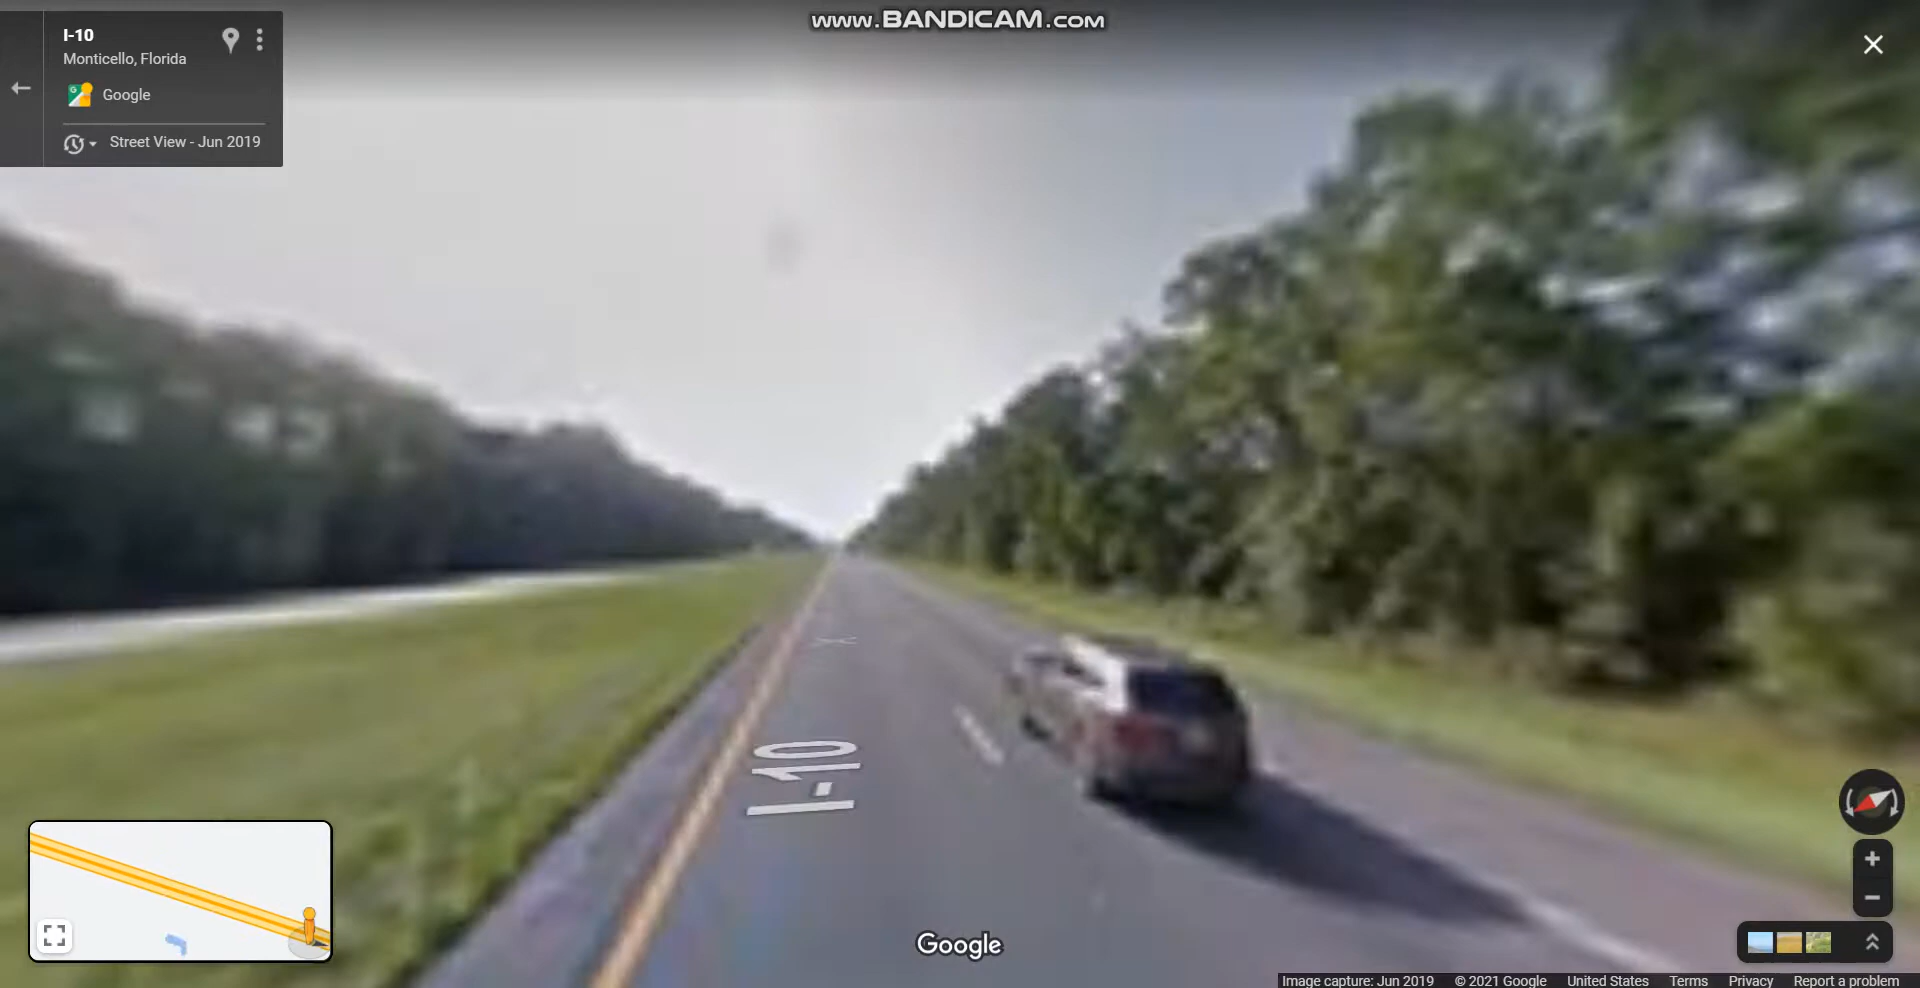 www.BANDICAM.com
I-10
Monticello, Florida
Google
Street View - Jun 2019
I-10
Google
Image capture: Jun 2019 © 2021 Google United States Terms Privacy Report a problem